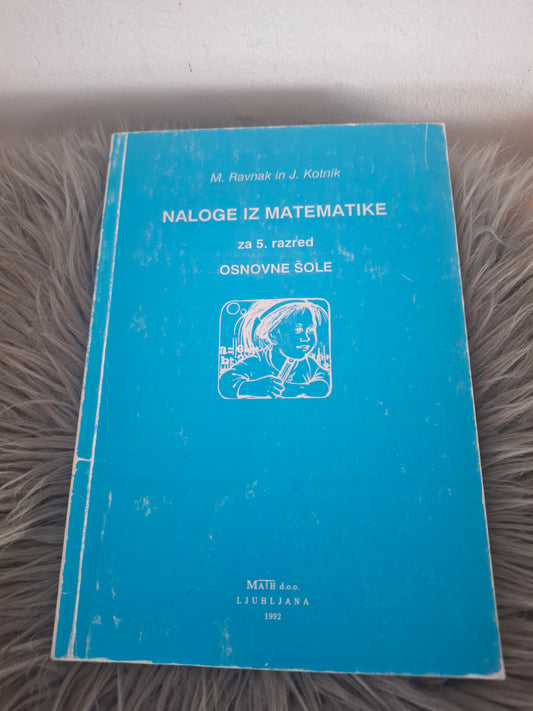 M. Ravnak in J. Kotnik
NALOGE IZ MATEMATIKE
za 5. razred
OSNOVNE ŠOLE
MATH d.o.o.
LJUBLJANA
1992